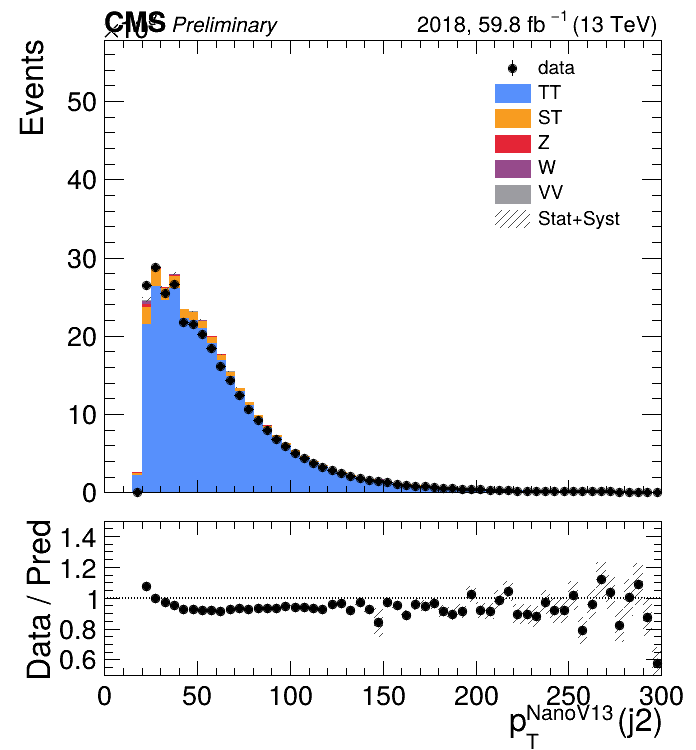 CMS Preliminary 2018, 59.8 fb⁻¹ (13 TeV)
Events
50
40
30
20
10
0
data
TT
ST
Z
W
VV
Stat+Syst
Data / Pred
1.4
1.2
1
0.8
0.6
0 50 100 150 200 250 300
p_T^NanoV13 (j2)